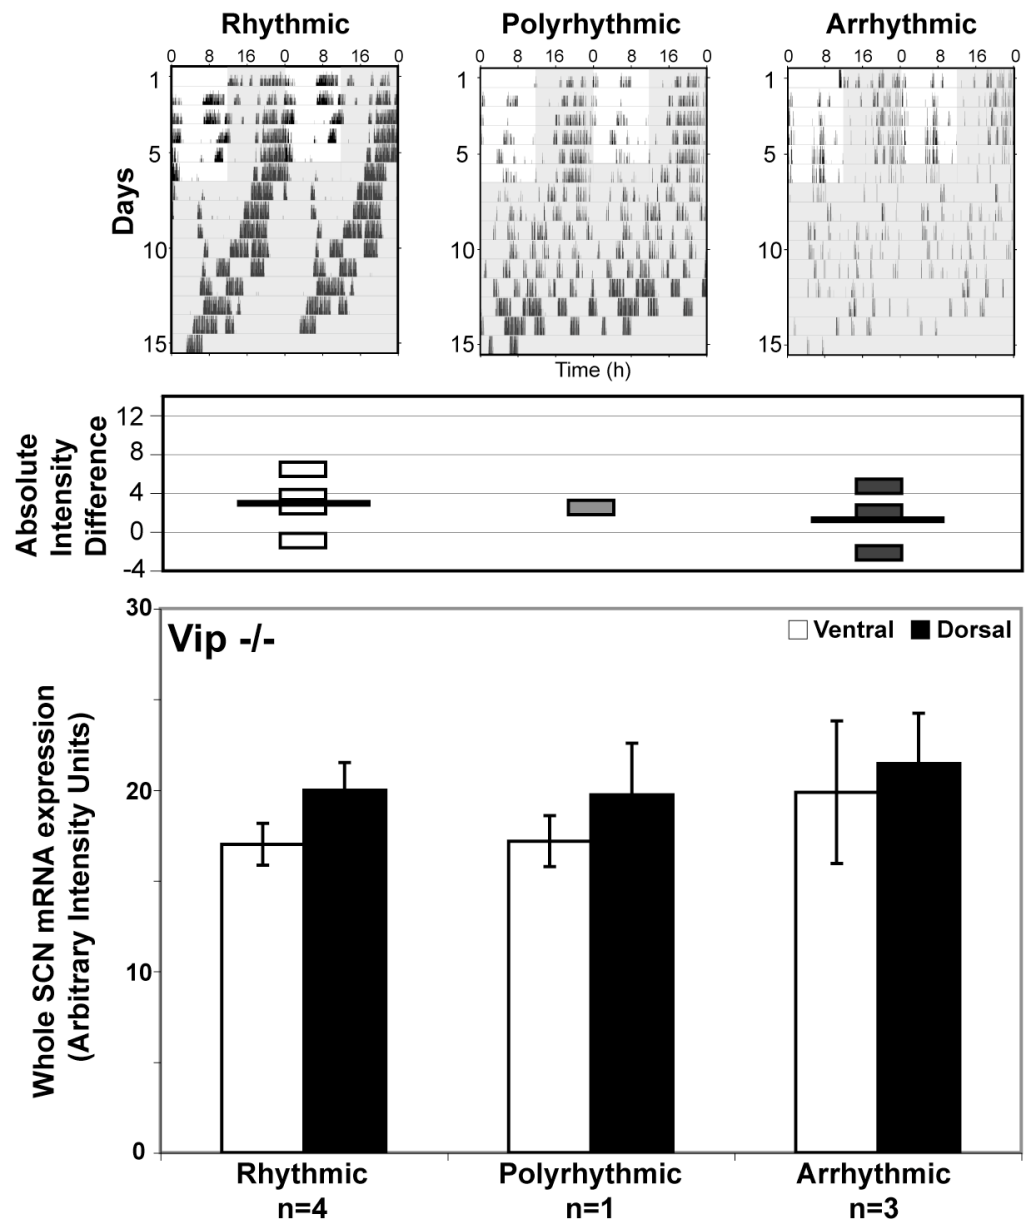 Rhythmic
Polyrhythmic
Arrhythmic
0 8 16 0 8 16 0
0 8 16 0 8 16 0
0 8 16 0 8 16 0
Days
1
5
10
15
1
5
10
15
1
5
10
15
Time (h)
Absolute
Intensity
Difference
12
8
4
0
-4
Whole SCN mRNA expression
(Arbitrary Intensity Units)
30
20
10
0
Vip -/-
Ventral Dorsal
Rhythmic
n=4
Polyrhythmic
n=1
Arrhythmic
n=3